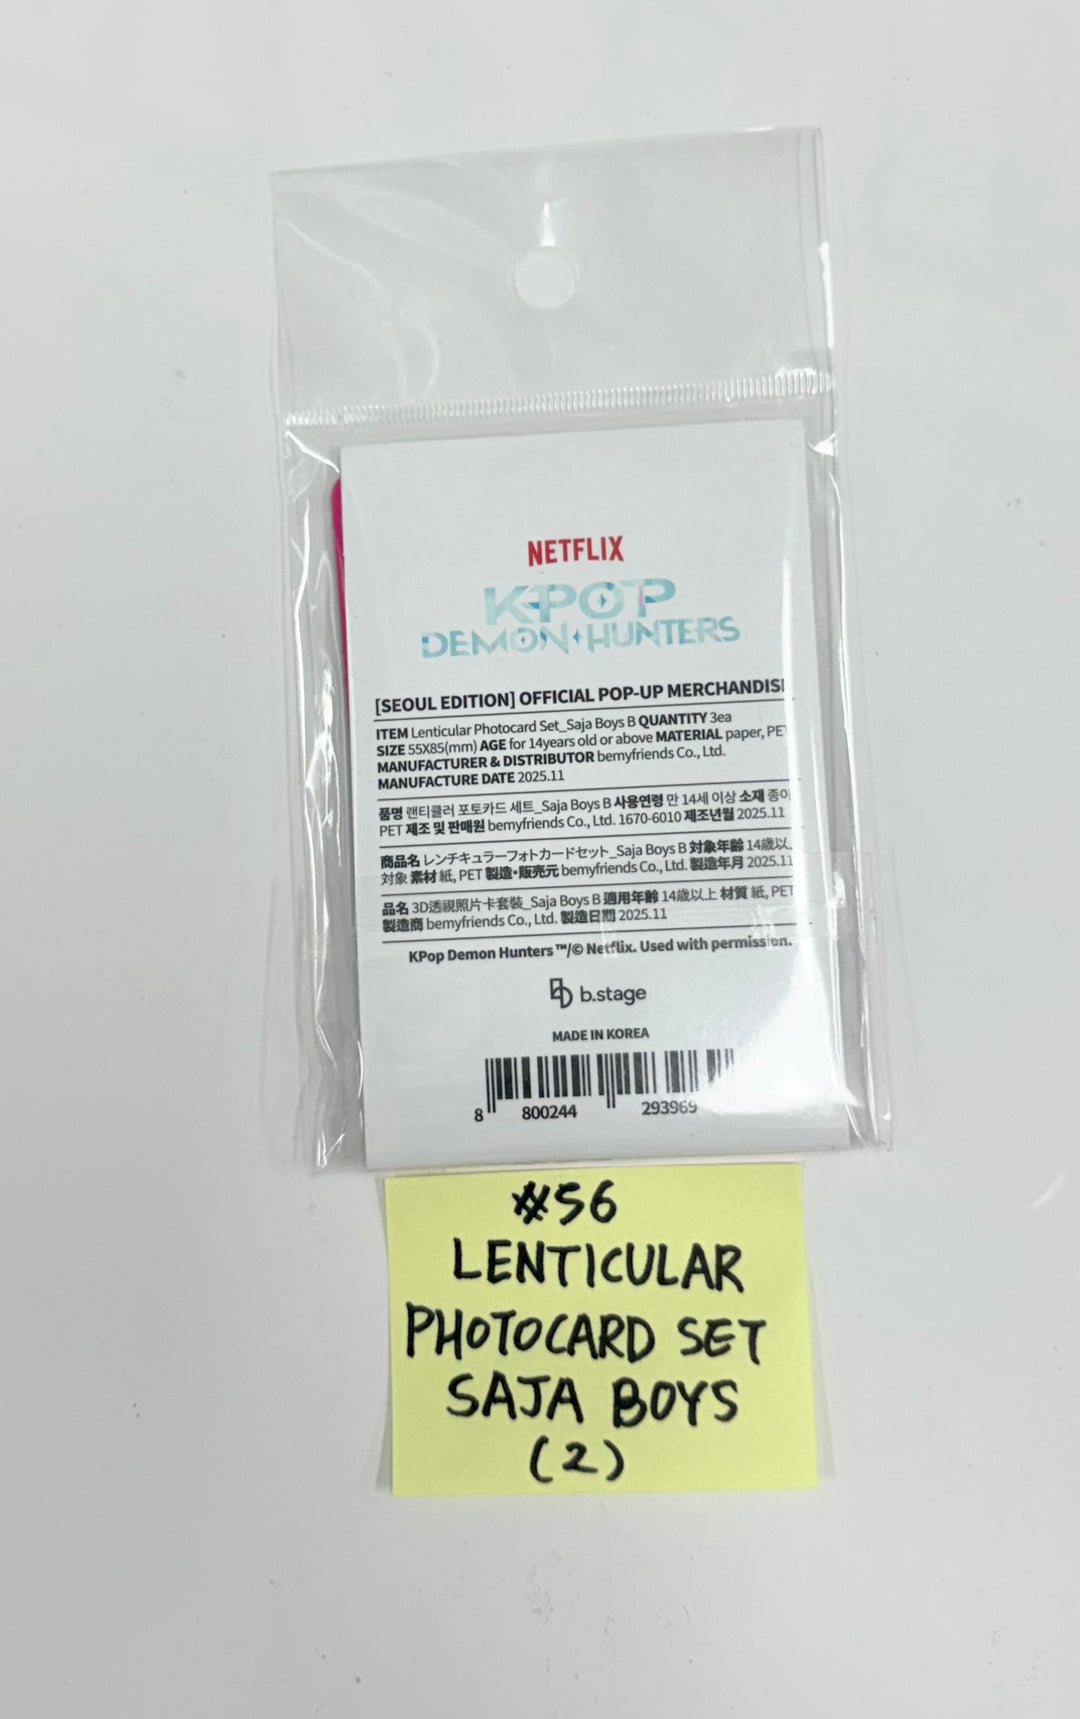 NETFLIX
K-POP
DEMON HUNTERS
[SEOUL EDITION] OFFICIAL POP-UP MERCHANDIS
ITEM Lenticular Photocard Set_Saja Boys B QUANTITY 3ea
SIZE 55X85(mm) AGE for 14years old or above MATERIAL paper, PET
MANUFACTURER & DISTRIBUTOR bemyfriends Co., Ltd.
MANUFACTURE DATE 2025.11
품명 랜티큘러 포토카드 세트_Saja Boys B 사용연령 만 14세 이상 소재 종이
PET 제조 및 판매원 bemyfriends Co., Ltd. 1670-6010 제조년월 2025.11
商品名 レンチキュラーフォトカードセット_Saja Boys B 対象年齢 14歳以
対象 素材 紙, PET 製造・販売元 bemyfriends Co., Ltd. 製造年月 2025.11
品名 3D透視照片卡套裝_Saja Boys B 適用年齡 14歲以上 材質 紙, PET
製造商 bemyfriends Co., Ltd. 製造日期 2025.11
KPop Demon Hunters™/© Netflix. Used with permission.
b.stage
MADE IN KOREA
8 800244 293969
#56
LENTICULAR
PHOTOCARD SET
SAJA BOYS
(2)